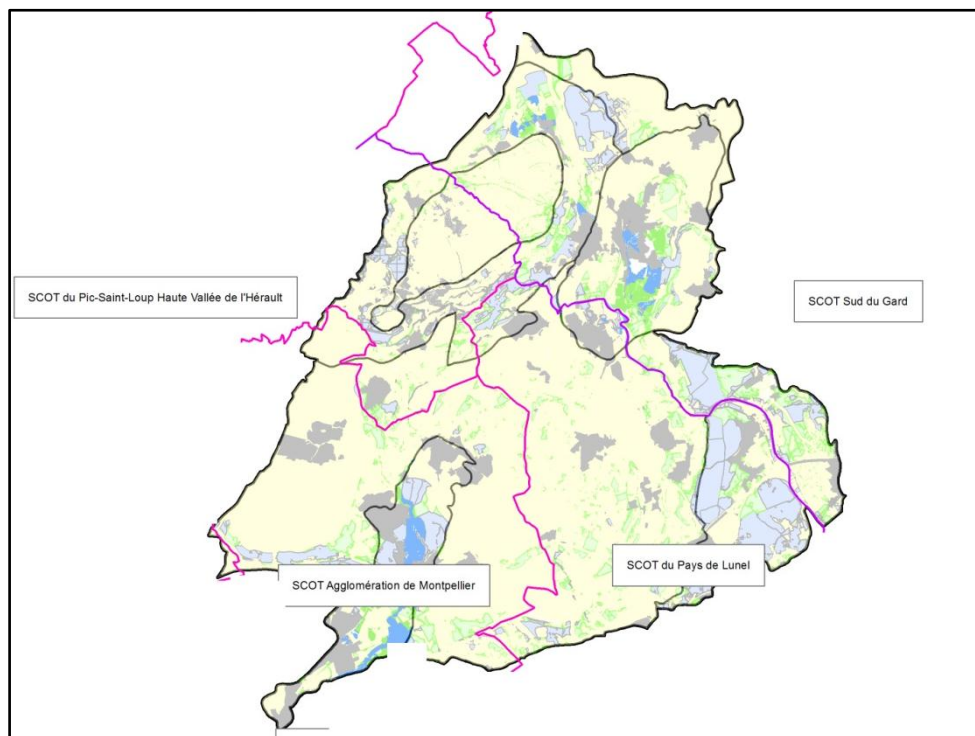 SCOT du Pic-Saint-Loup Haute Vallée de l'Hérault
SCOT Sud du Gard
SCOT du Pays de Lunel
SCOT Agglomération de Montpellier